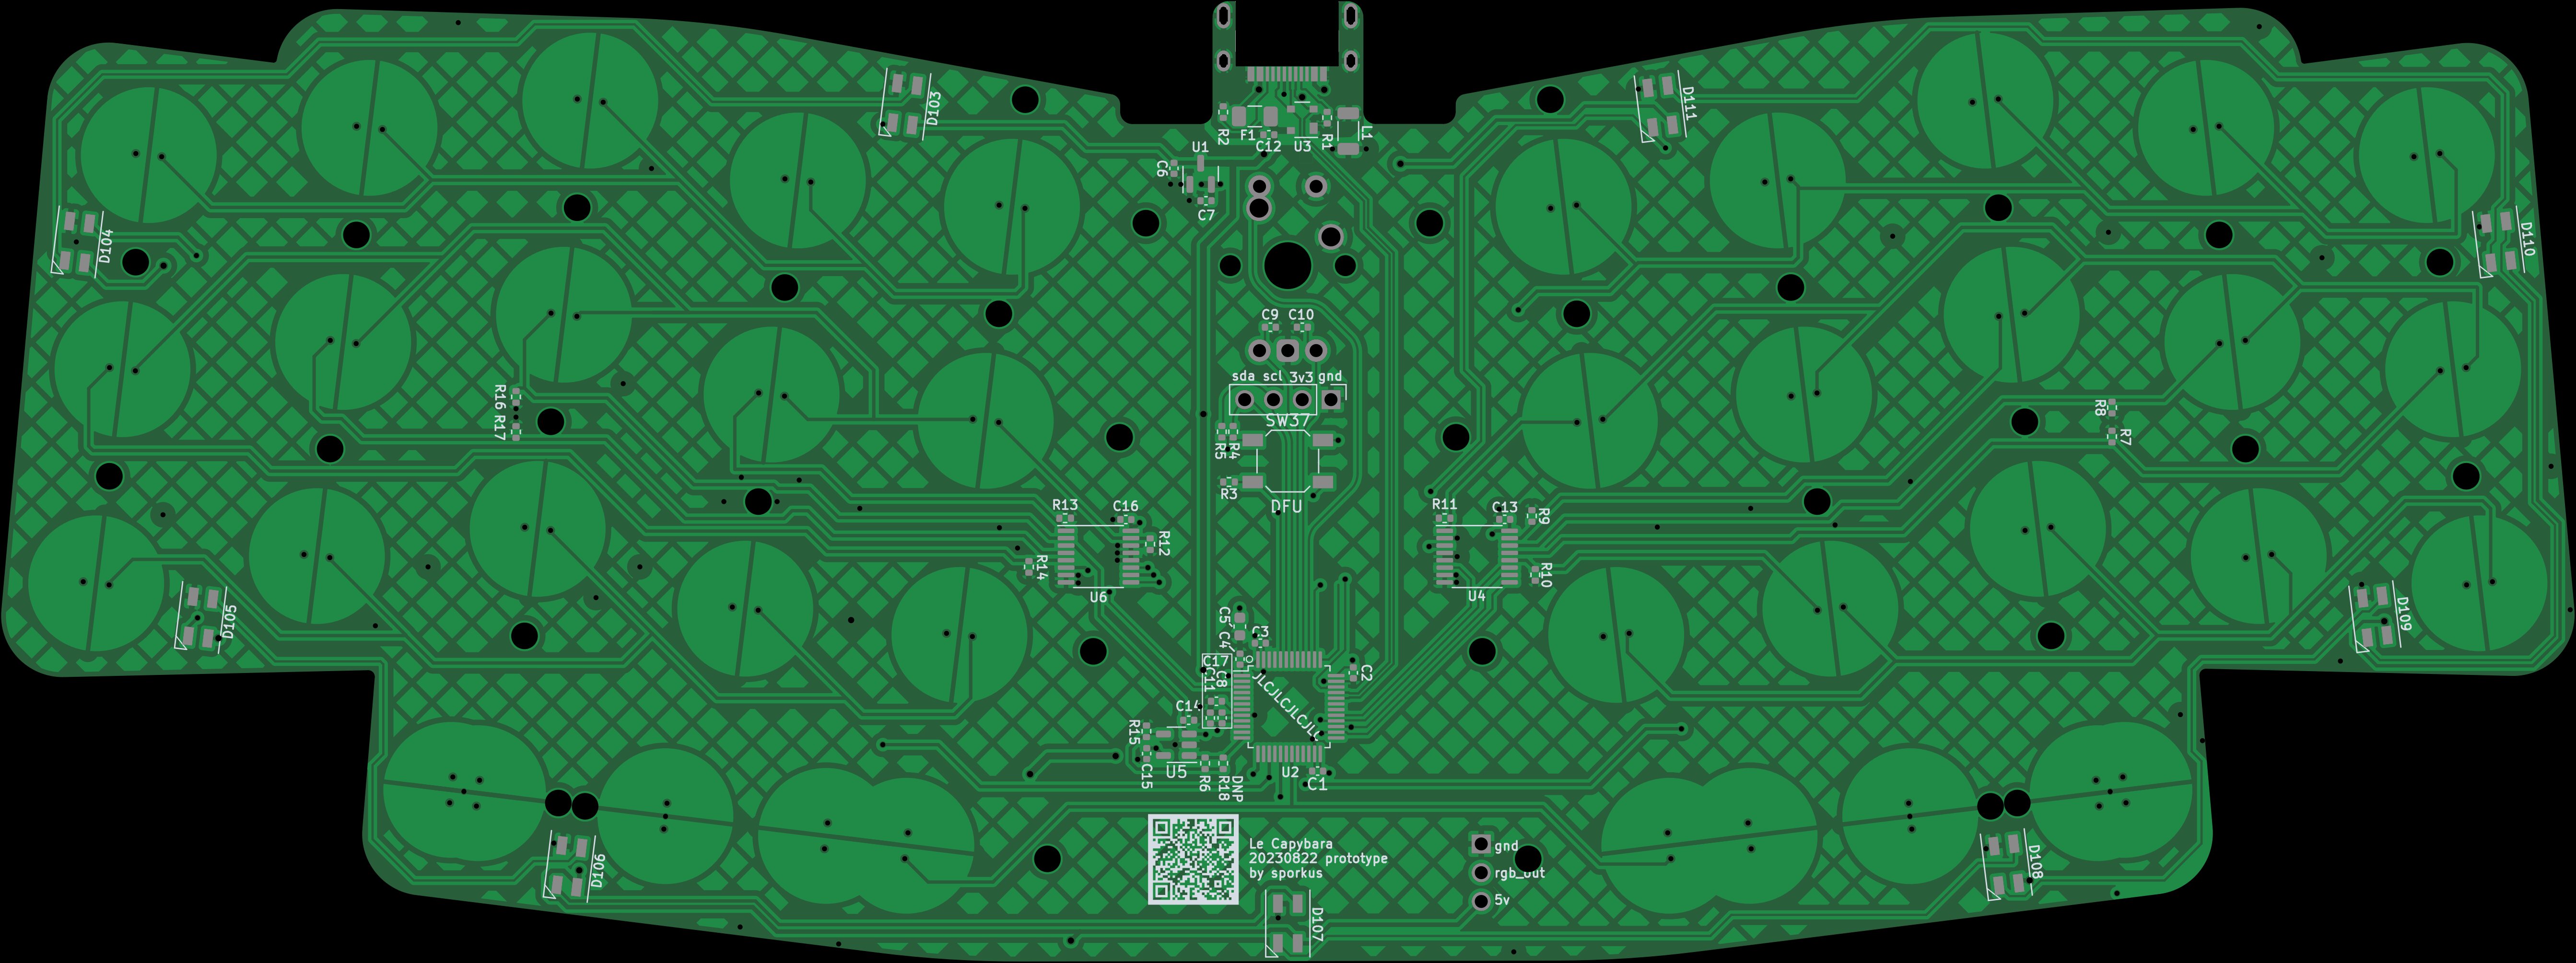 D103
D111
R2
F1
C12
U3
R1
L1
U1
C6
C7
D104
D110
C9
C10
sda scl 3v3 gnd
SW37
R16
R17
R8
R7
R5
R4
R3
DFU
R13
C16
R12
R14
U6
R11
C13
R9
R10
U4
D105
D109
C5
C4
C3
C17
C8
C11
C2
JLCJLCJLCJLC
C14
R15
C15
U5
R6
R18
DNP
U2
C1
Le Capybara
20230822 prototype
by sporkus
gnd
rgb_out
5v
D106
D108
D107